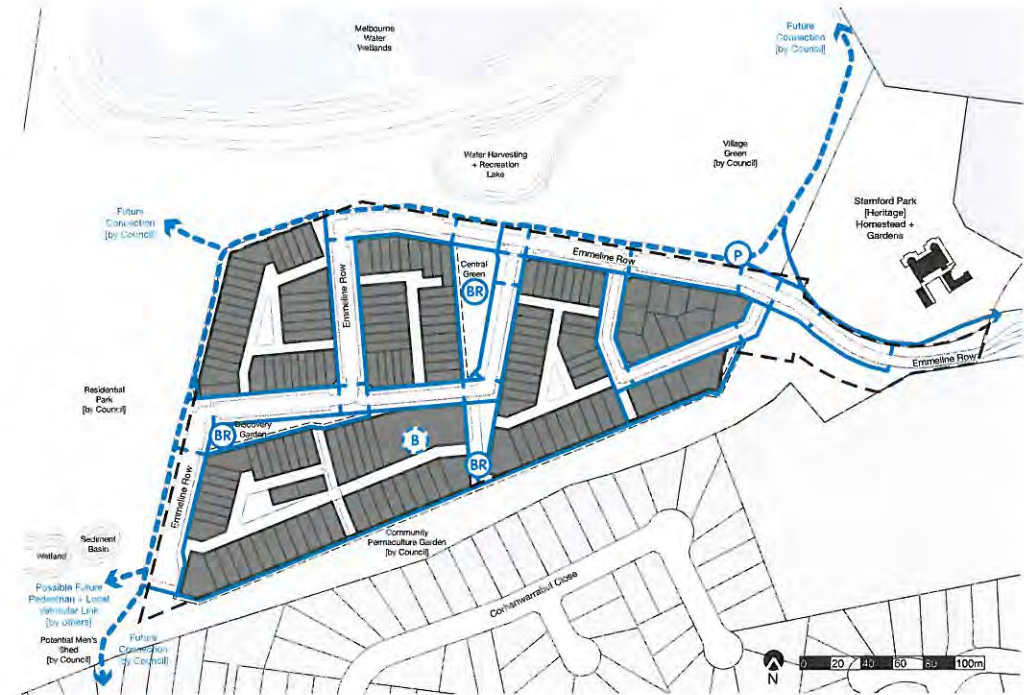 Melbourne
Water
Wetlands
Future
Connection
[by Council]
Water Harvesting
+ Recreation
Lake
Village
Green
[by Council]
Stamford Park
[Heritage]
Homestead +
Gardens
Future
Connection
[by Council]
P
Emmeline Row
Central
Green
BR
Emmeline Row
Emmeline Row
Residential
Park
[by Council]
Discovery
Garden
BR
B
BR
Emmeline Row
Community
Permaculture Garden
[by Council]
Sediment
Basin
Wetland
Possible Future
Pedestrian + Local
Vehicular Link
[by others]
Potential Men's
Shed
[by Council]
Future
Connection
[by Council]
Corhanwarrabul Close
N
0 20 40 60 80 100m